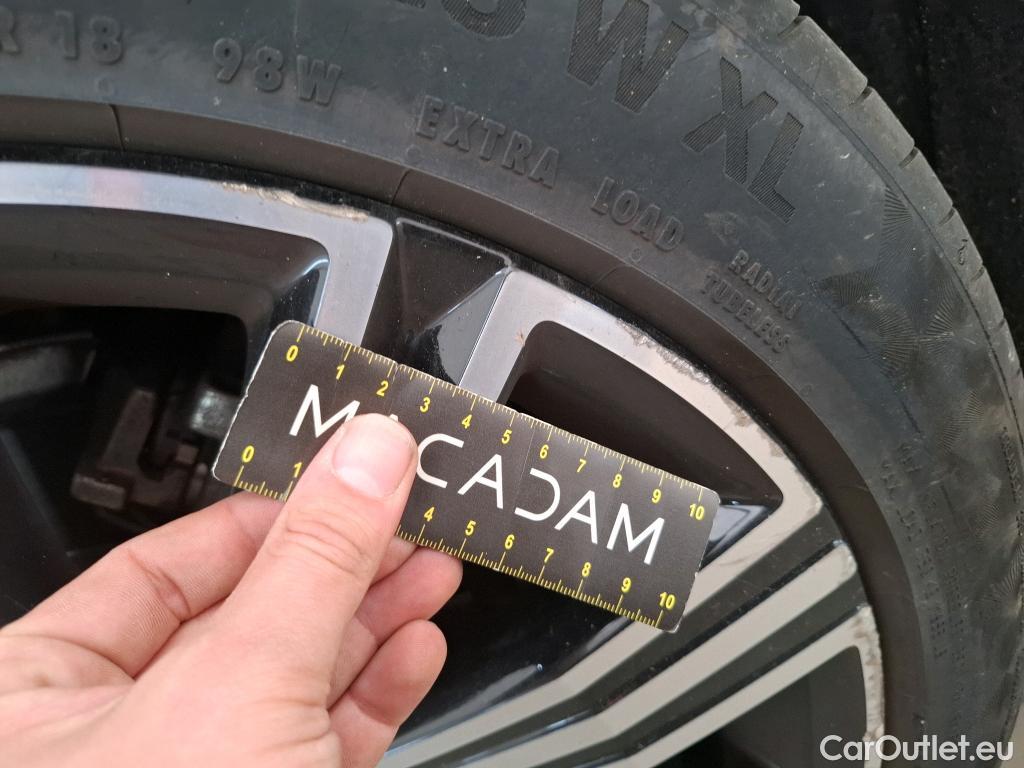 R 18 98W EXTRA LOAD
W XL
RADIAL
TUBELESS
0 1 2 3 4 5 6 7 8 9 10
MACADAM
0 1 4 5 6 7 8 9 10
CarOutlet.eu